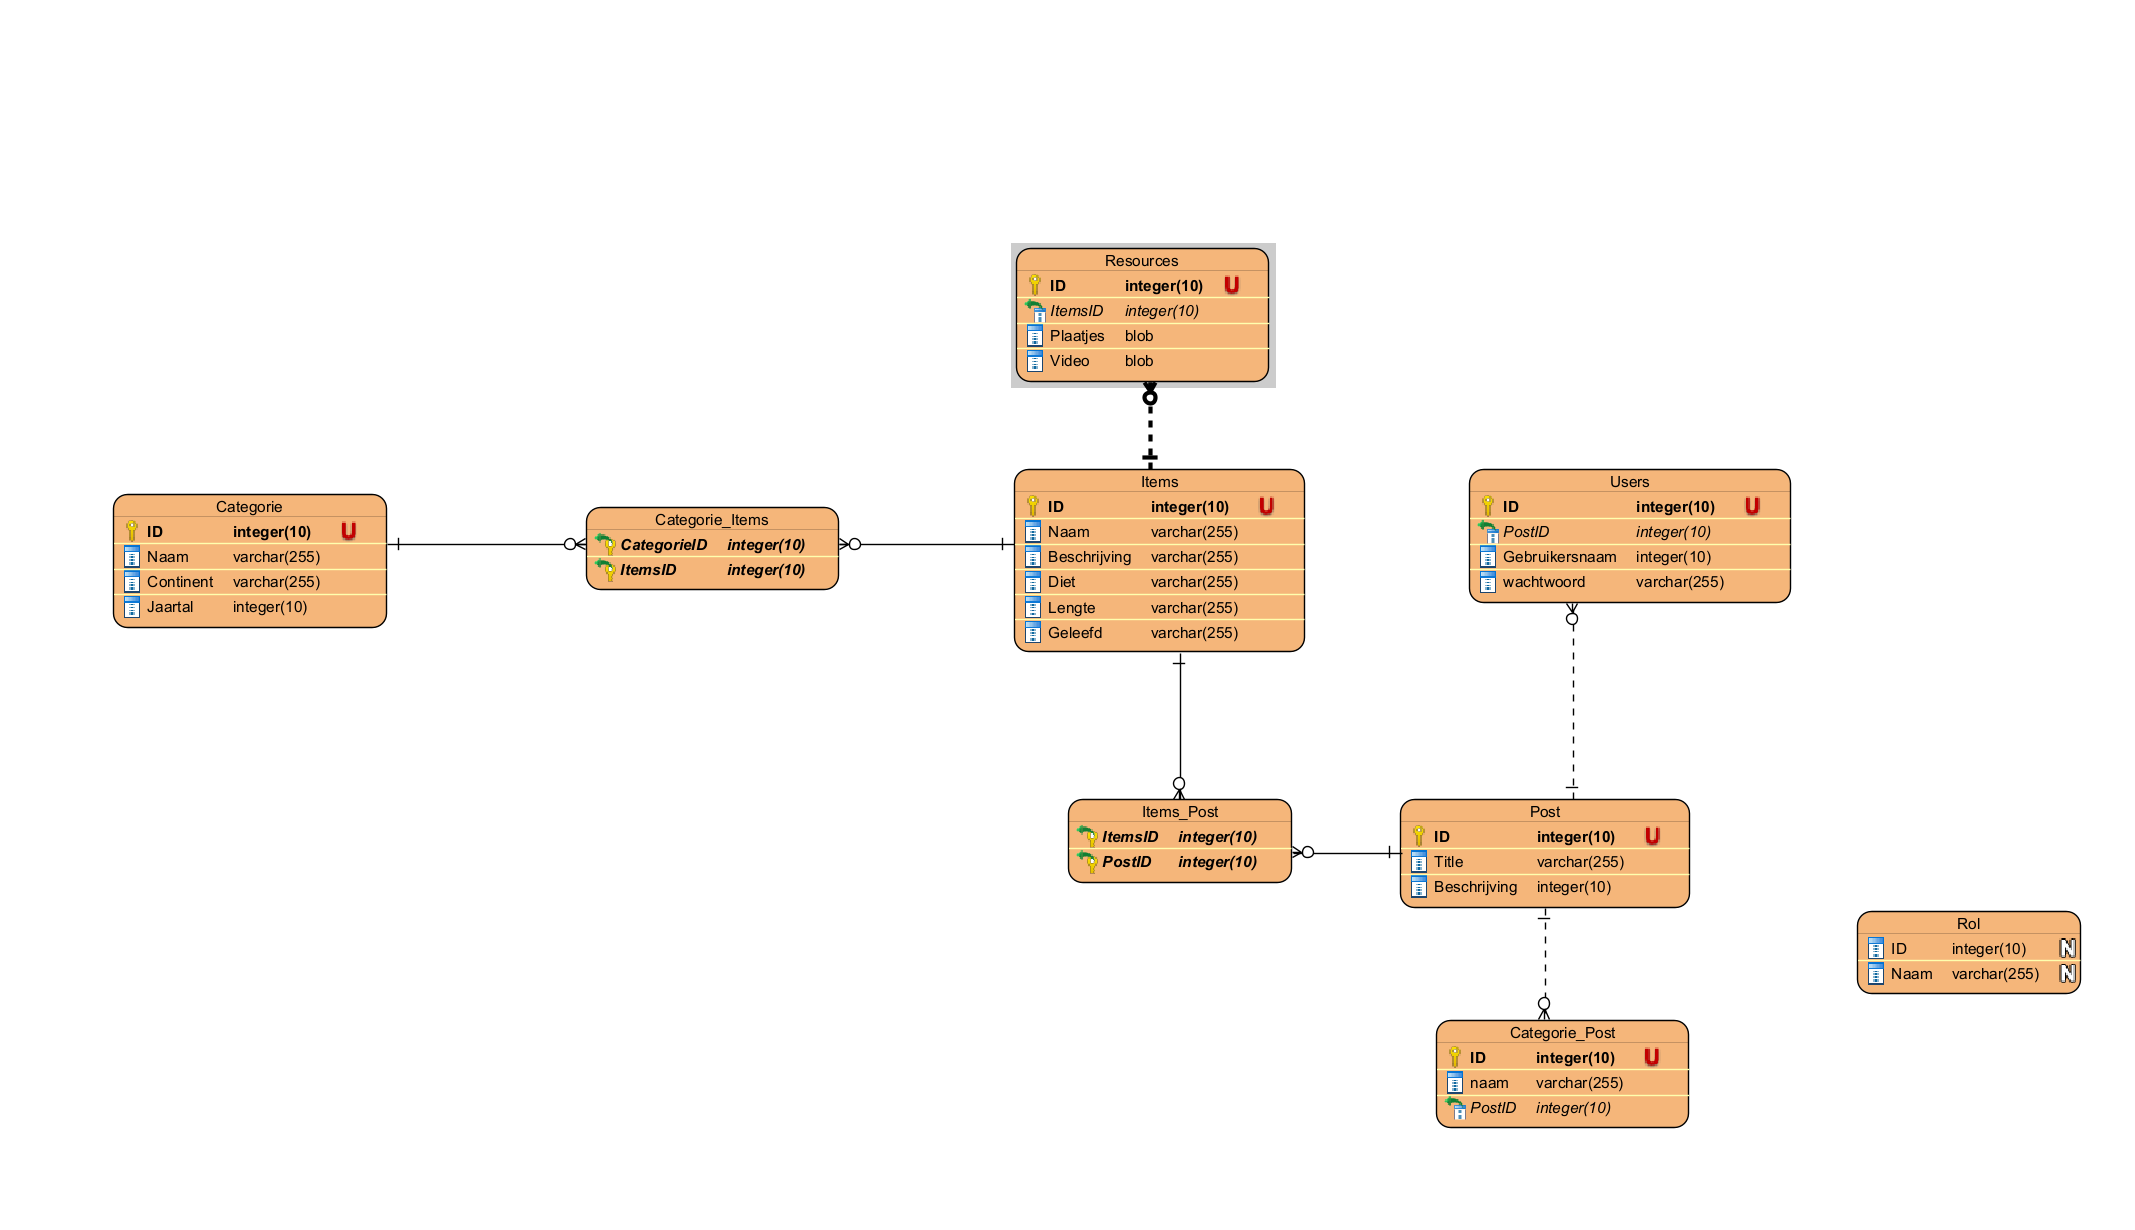 Resources
ID integer(10) U
ItemsID integer(10)
Plaatjes blob
Video blob
Categorie
ID integer(10) U
Naam varchar(255)
Continent varchar(255)
Jaartal integer(10)
Categorie_Items
CategorieID integer(10)
ItemsID integer(10)
Items
ID integer(10) U
Naam varchar(255)
Beschrijving varchar(255)
Diet varchar(255)
Lengte varchar(255)
Geleefd varchar(255)
Users
ID integer(10) U
PostID integer(10)
Gebruikersnaam integer(10)
wachtwoord varchar(255)
Items_Post
ItemsID integer(10)
PostID integer(10)
Post
ID integer(10) U
Title varchar(255)
Beschrijving integer(10)
Rol
ID integer(10) N
Naam varchar(255) N
Categorie_Post
ID integer(10) U
naam varchar(255)
PostID integer(10)